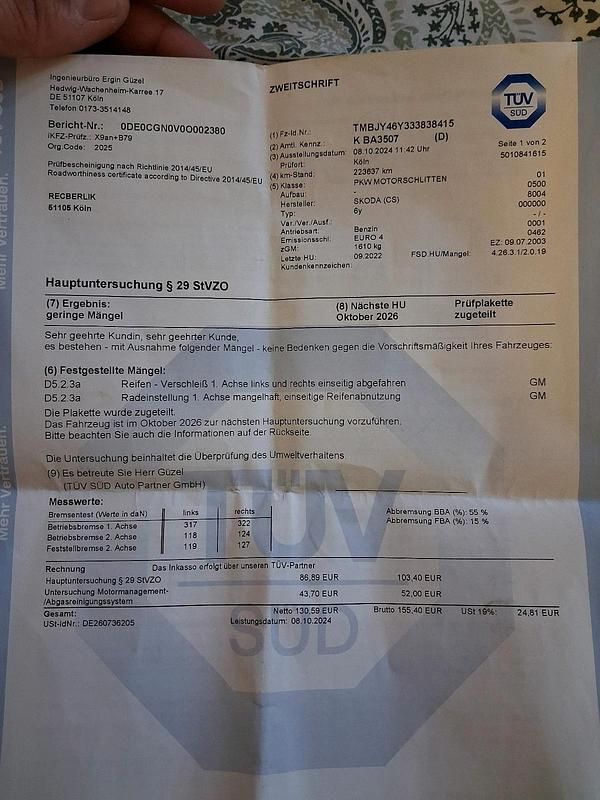 Ingenieurbüro Ergin Güzel
Hedwig-Wachenheim-Karree 17
DE 51107 Köln
Telefon 0173-3514148
Bericht-Nr.: 0DE0CGN0V0O002380
iKFZ-Prüfz.: X9an+B79
Org.Code: 2025
Prüfbescheinigung nach Richtlinie 2014/45/EU
Roadworthiness certificate according to Directive 2014/45/EU
RECBERLIK
51105 Köln
ZWEITSCHRIFT
TÜV
SÜD
Seite 1 von 2
5010841615
(1) Fz-Id.Nr.: TMBJY46Y333838415
(2) Amtl. Kennz.: K BA3507 (D)
(3) Ausstellungsdatum: 08.10.2024 11:42 Uhr
Prüfort: Köln
(4) km-Stand: 223637 km
(5) Klasse: PKW MOTORSCHLITTEN 01
Aufbau: - 0500
Hersteller: SKODA (CS) 8004
Typ: 6y 000000
Var./Ver./Ausf.: - / -
Antriebsart: Benzin 0001
Emissionsschl: EURO 4 0462
zGM: 1610 kg EZ: 09.07.2003
Letzte HU: 09.2022 FSD.HU/Mangel: 4.26.3.1/2.0.19
Kundenkennzeichen:
Hauptuntersuchung § 29 StVZO
(7) Ergebnis: (8) Nächste HU Prüfplakette
geringe Mängel Oktober 2026 zugeteilt
Sehr geehrte Kundin, sehr geehrter Kunde,
es bestehen - mit Ausnahme folgender Mängel - keine Bedenken gegen die Vorschriftsmäßigkeit Ihres Fahrzeuges:
(6) Festgestellte Mängel:
D5.2.3a Reifen - Verschleiß 1. Achse links und rechts einseitig abgefahren GM
D5.2.3a Radeinstellung 1. Achse mangelhaft, einseitige Reifenabnutzung GM
Die Plakette wurde zugeteilt.
Das Fahrzeug ist im Oktober 2026 zur nächsten Hauptuntersuchung vorzuführen.
Bitte beachten Sie auch die Informationen auf der Rückseite.
Die Untersuchung beinhaltet die Überprüfung des Umweltverhaltens.
(9) Es betreute Sie Herr Güzel
(TÜV SÜD Auto Partner GmbH)
Messwerte:
Bremsentest (Werte in daN) links rechts
Betriebsbremse 1. Achse 317 322
Betriebsbremse 2. Achse 118 124
Feststellbremse 2. Achse 119 127
Abbremsung BBA (%): 55 %
Abbremsung FBA (%): 15 %
Rechnung Das Inkasso erfolgt über unseren TÜV-Partner
Hauptuntersuchung § 29 StVZO 86,89 EUR 103,40 EUR
Untersuchung Motormanagement-
/Abgasreinigungssystem 43,70 EUR 52,00 EUR
Gesamt: Netto 130,59 EUR Brutto 155,40 EUR USt 19%: 24,81 EUR
USt-IdNr.: DE260736205 Leistungsdatum: 08.10.2024
TÜV
SÜD
Mehr Vertrauen.
Mehr Vertrauen.